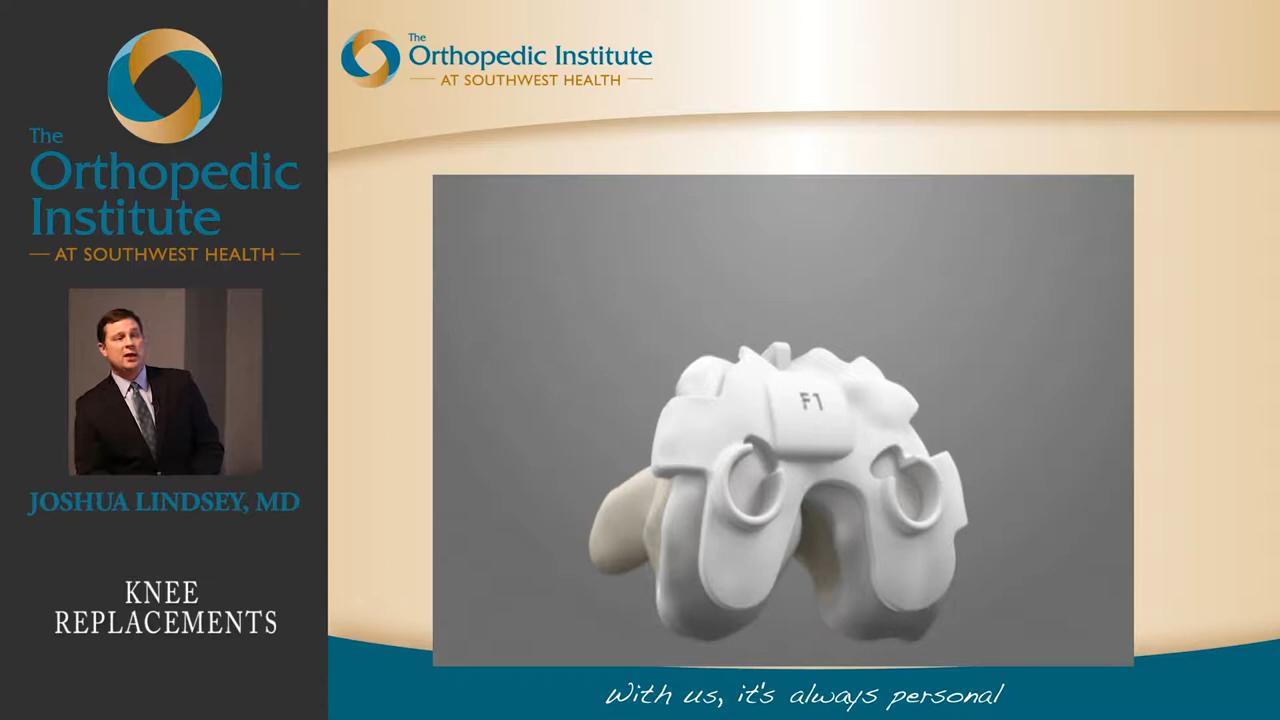 The
Orthopedic
Institute
AT SOUTHWEST HEALTH
JOSHUA LINDSEY, MD
KNEE
REPLACEMENTS
The
Orthopedic Institute
AT SOUTHWEST HEALTH
F1
With us, it's always personal